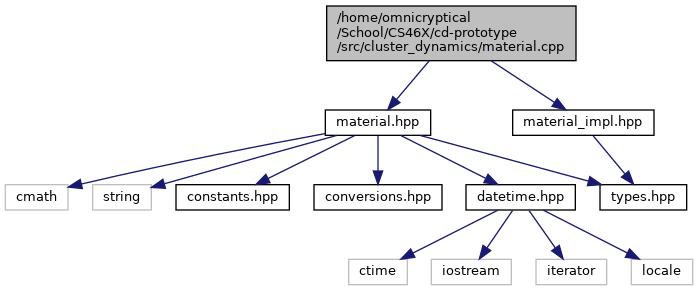 /home/omnicryptical
/School/CS46X/cd-prototype
/src/cluster_dynamics/material.cpp
material.hpp
material_impl.hpp
cmath
string
constants.hpp
conversions.hpp
datetime.hpp
types.hpp
ctime
iostream
iterator
locale